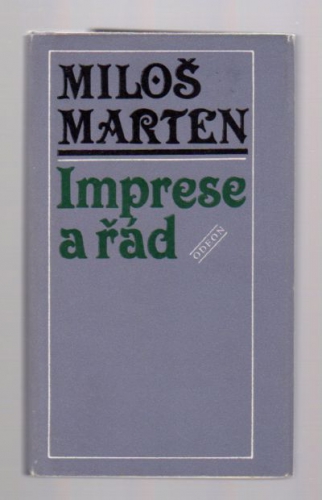 MILOŠ
MARTEN
Imprese
a řád
ODEON